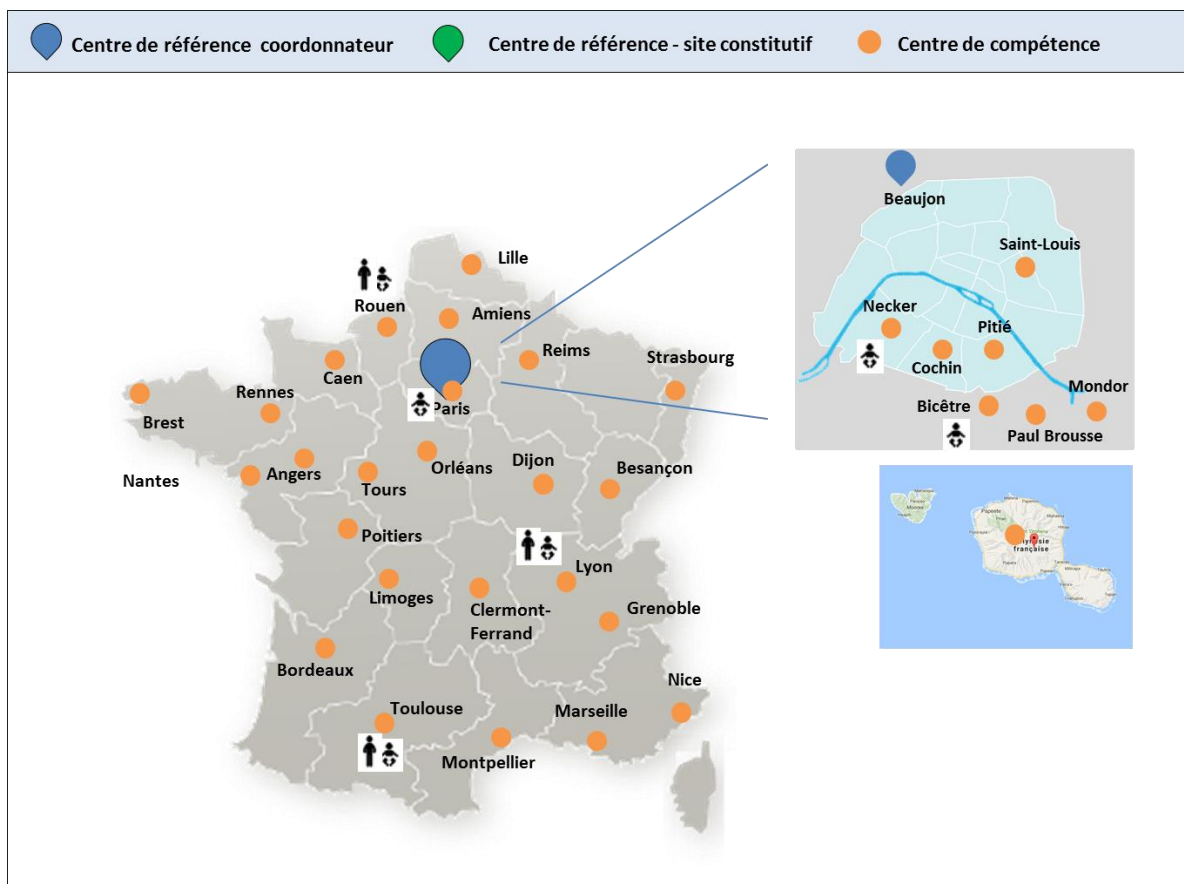 Centre de référence coordonnateur
Centre de référence - site constitutif
Centre de compétence
Beaujon
Saint-Louis
Necker
Pitié
Cochin
Mondor
Bicêtre
Paul Brousse
Lille
Rouen
Amiens
Reims
Strasbourg
Caen
Rennes
Paris
Brest
Orléans
Dijon
Besançon
Nantes
Angers
Tours
Poitiers
Lyon
Limoges
Clermont-
Ferrand
Grenoble
Bordeaux
Nice
Toulouse
Marseille
Montpellier
française